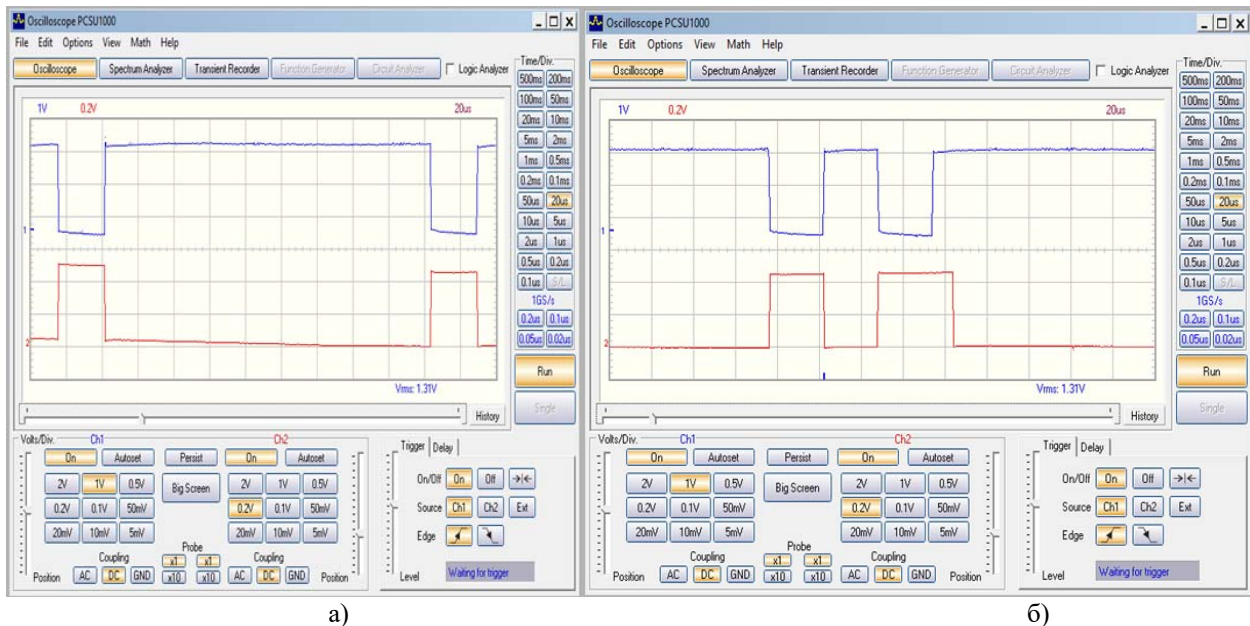 Oscilloscope PCSU1000
File Edit Options View Math Help
Oscilloscope Spectrum Analyzer Transient Recorder Function Generator Circuit Analyzer Logic Analyzer
Time/Div.
500ms 200ms
100ms 50ms
20ms 10ms
5ms 2ms
1ms 0.5ms
0.2ms 0.1ms
50us 20us
10us 5us
2us 1us
0.5us 0.2us
0.1us S/L
1GS/s
0.2us 0.1us
0.05us 0.02us
Run
Single
1V 0.2V 20us
1
2
Vrms: 1.31V
History
Volts/Div. Ch1 Ch2
On Autoset Persist On Autoset
2V 1V 0.5V Big Screen 2V 1V 0.5V
0.2V 0.1V 50mV 0.2V 0.1V 50mV
20mV 10mV 5mV 20mV 10mV 5mV
Coupling Probe Coupling
x1 x1
Position AC DC GND x10 x10 AC DC GND Position
Trigger Delay
On/Off On Off
Source Ch1 Ch2 Ext
Edge
Level Waiting for trigger
а)
Oscilloscope PCSU1000
File Edit Options View Math Help
Oscilloscope Spectrum Analyzer Transient Recorder Function Generator Circuit Analyzer Logic Analyzer
Time/Div.
500ms 200ms
100ms 50ms
20ms 10ms
5ms 2ms
1ms 0.5ms
0.2ms 0.1ms
50us 20us
10us 5us
2us 1us
0.5us 0.2us
0.1us S/L
1GS/s
0.2us 0.1us
0.05us 0.02us
Run
Single
1V 0.2V 20us
1
2
Vrms: 1.31V
History
Volts/Div. Ch1 Ch2
On Autoset Persist On Autoset
2V 1V 0.5V Big Screen 2V 1V 0.5V
0.2V 0.1V 50mV 0.2V 0.1V 50mV
20mV 10mV 5mV 20mV 10mV 5mV
Coupling Probe Coupling
x1 x1
Position AC DC GND x10 x10 AC DC GND Position
Trigger Delay
On/Off On Off
Source Ch1 Ch2 Ext
Edge
Level Waiting for trigger
б)